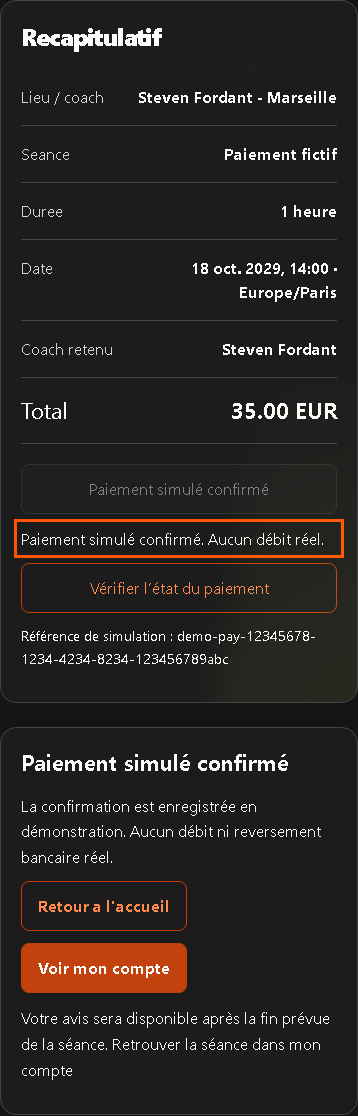 Recapitulatif
Lieu / coach Steven Fordant - Marseille
Seance Paiement fictif
Duree 1 heure
Date 18 oct. 2029, 14:00 ·
Europe/Paris
Coach retenu Steven Fordant
Total 35.00 EUR
Paiement simulé confirmé
Paiement simulé confirmé. Aucun débit réel.
Vérifier l’état du paiement
Référence de simulation : demo-pay-12345678-
1234-4234-8234-123456789abc
Paiement simulé confirmé
La confirmation est enregistrée en
démonstration. Aucun débit ni reversement
bancaire réel.
Retour a l'accueil
Voir mon compte
Votre avis sera disponible après la fin prévue
de la séance. Retrouver la séance dans mon
compte